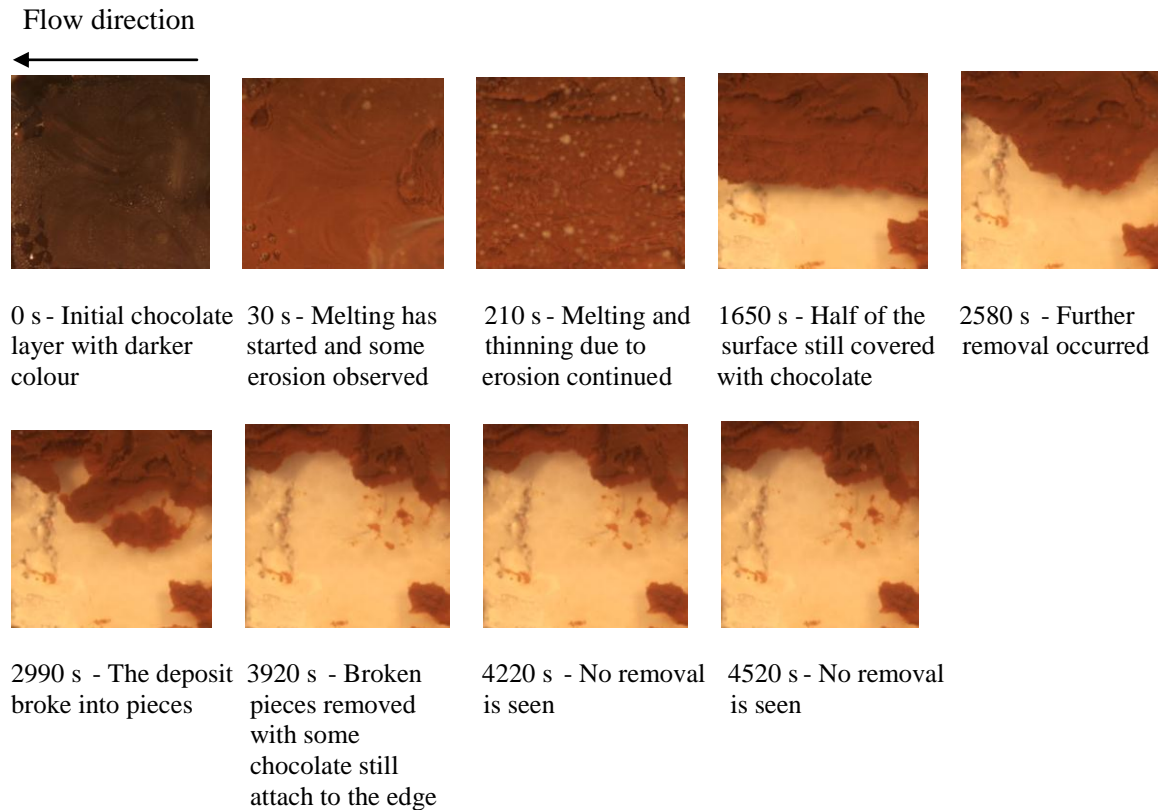 Flow direction
0 s - Initial chocolate
layer with darker
colour
30 s - Melting has
started and some
erosion observed
210 s - Melting and
thinning due to
erosion continued
1650 s - Half of the
surface still covered
with chocolate
2580 s - Further
removal occurred
2990 s - The deposit
broke into pieces
3920 s - Broken
pieces removed
with some
chocolate still
attach to the edge
4220 s - No removal
is seen
4520 s - No removal
is seen